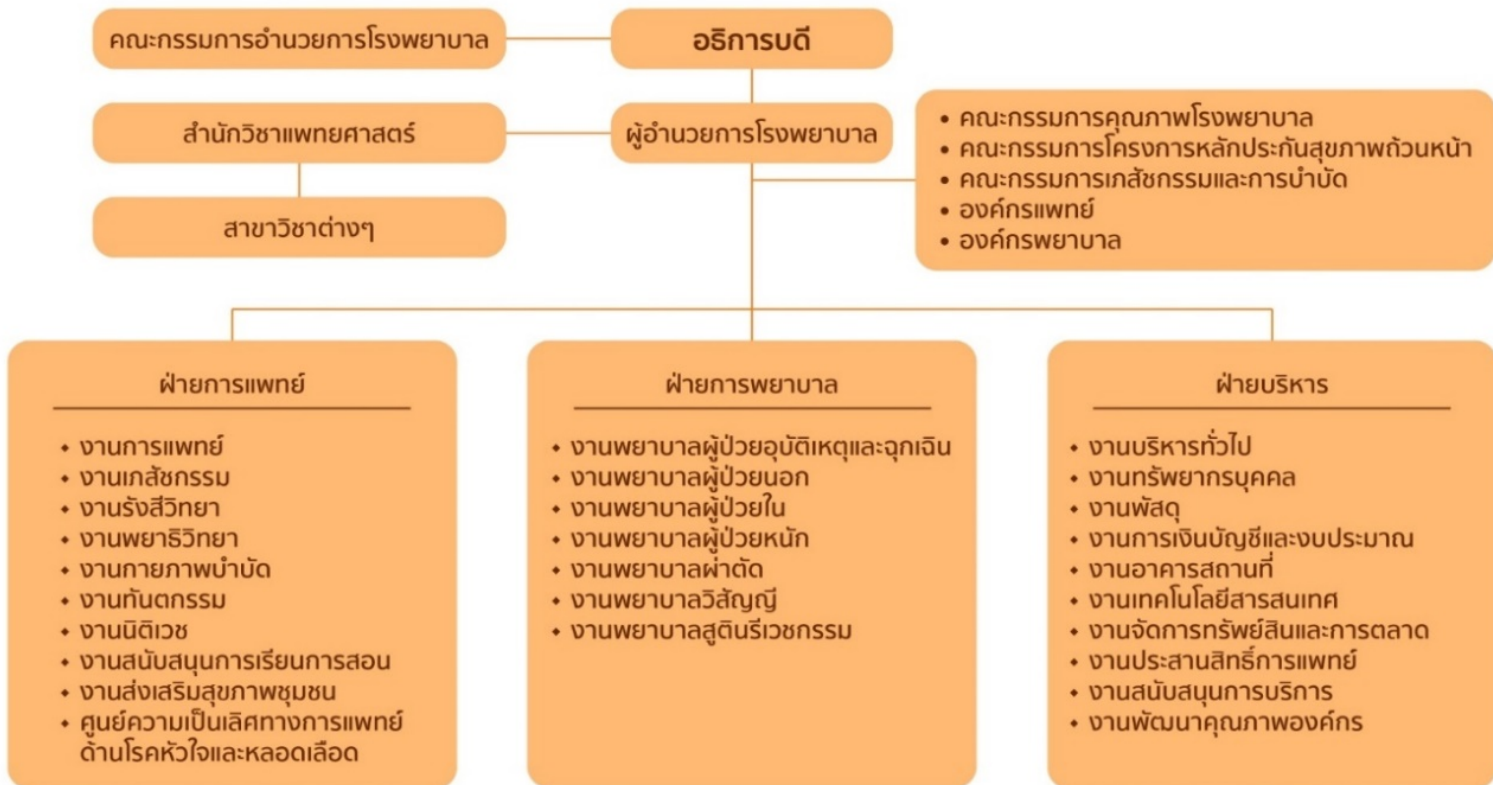 คณะกรรมการอำนวยการโรงพยาบาล
อธิการบดี
สำนักวิชาแพทยศาสตร์
ผู้อำนวยการโรงพยาบาล
สาขาวิชาต่างๆ
• คณะกรรมการคุณภาพโรงพยาบาล
• คณะกรรมการโครงการหลักประกันสุขภาพถ้วนหน้า
• คณะกรรมการเภสัชกรรมและการบำบัด
• องค์กรแพทย์
• องค์กรพยาบาล
ฝ่ายการแพทย์
• งานการแพทย์
• งานเภสัชกรรม
• งานรังสีวิทยา
• งานพยาธิวิทยา
• งานกายภาพบำบัด
• งานทันตกรรม
• งานนิติเวช
• งานสนับสนุนการเรียนการสอน
• งานส่งเสริมสุขภาพชุมชน
• ศูนย์ความเป็นเลิศทางการแพทย์
ด้านโรคหัวใจและหลอดเลือด
ฝ่ายการพยาบาล
• งานพยาบาลผู้ป่วยอุบัติเหตุและฉุกเฉิน
• งานพยาบาลผู้ป่วยนอก
• งานพยาบาลผู้ป่วยใน
• งานพยาบาลผู้ป่วยหนัก
• งานพยาบาลผ่าตัด
• งานพยาบาลวิสัญญี
• งานพยาบาลสูตินรีเวชกรรม
ฝ่ายบริหาร
• งานบริหารทั่วไป
• งานทรัพยากรบุคคล
• งานพัสดุ
• งานการเงินบัญชีและงบประมาณ
• งานอาคารสถานที่
• งานเทคโนโลยีสารสนเทศ
• งานจัดการทรัพย์สินและการตลาด
• งานประสานสิทธิ์การแพทย์
• งานสนับสนุนการบริการ
• งานพัฒนาคุณภาพองค์กร